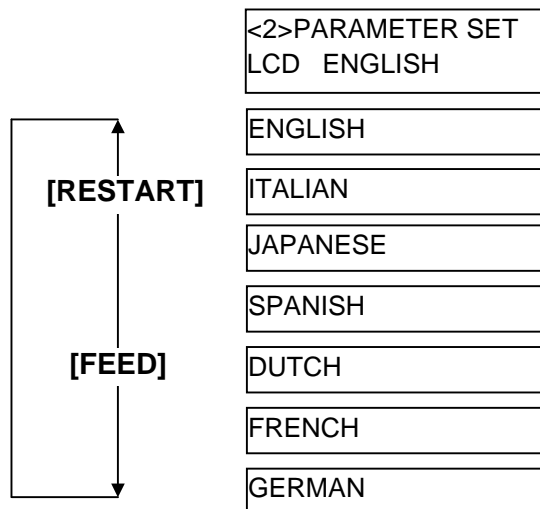 <2>PARAMETER SET
LCD ENGLISH
ENGLISH
[RESTART]
ITALIAN
JAPANESE
SPANISH
[FEED]
DUTCH
FRENCH
GERMAN